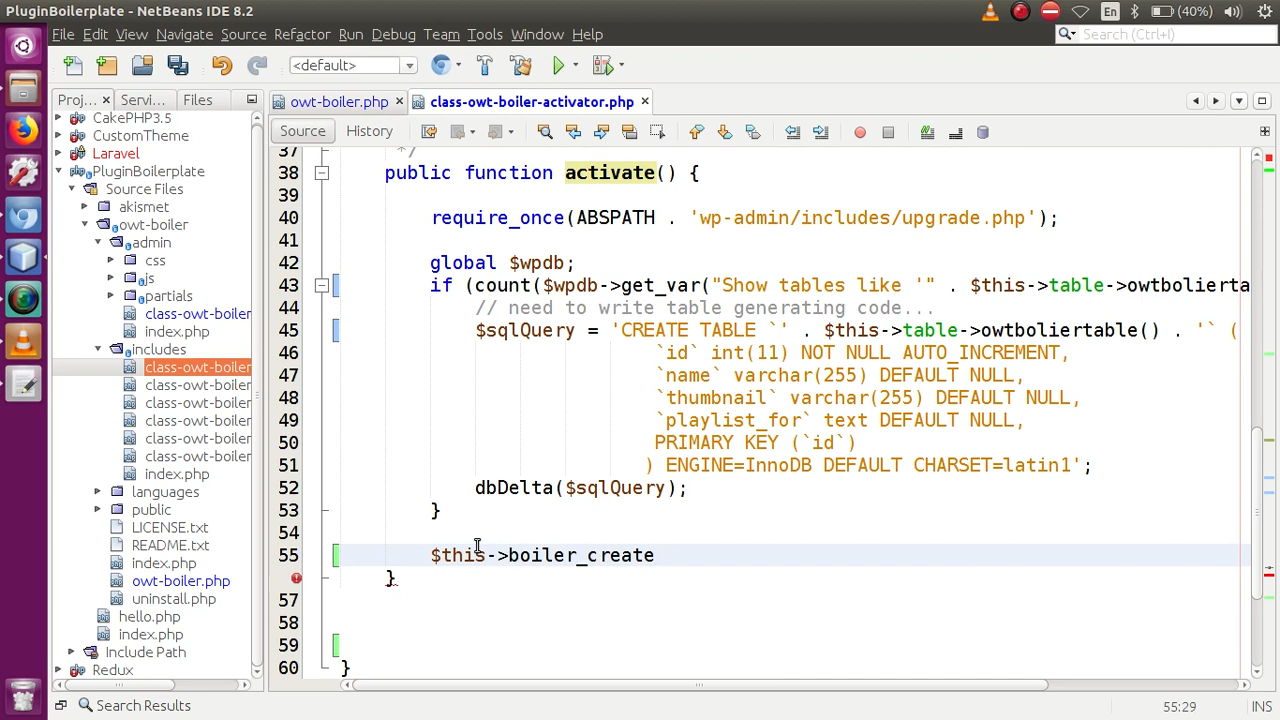 PluginBoilerplate - NetBeans IDE 8.2
En
(40%)
File Edit View Navigate Source Refactor Run Debug Team Tools Window Help
Search (Ctrl+I)
<default>
Proj...
Servi...
Files
owt-boiler.php
class-owt-boiler-activator.php
Source
History
CakePHP3.5
CustomTheme
Laravel
PluginBoilerplate
Source Files
akismet
owt-boiler
admin
css
js
partials
class-owt-boiler
index.php
includes
class-owt-boiler
class-owt-boiler
class-owt-boiler
class-owt-boiler
class-owt-boiler
class-owt-boiler
index.php
languages
public
LICENSE.txt
README.txt
index.php
owt-boiler.php
uninstall.php
hello.php
index.php
Include Path
Redux
37 */
38 public function activate() {
39
40 require_once(ABSPATH . 'wp-admin/includes/upgrade.php');
41
42 global $wpdb;
43 if (count($wpdb->get_var("Show tables like '" . $this->table->owtbolierta
44 // need to write table generating code...
45 $sqlQuery = 'CREATE TABLE `' . $this->table->owtboliertable() . '` (
46 `id` int(11) NOT NULL AUTO_INCREMENT,
47 `name` varchar(255) DEFAULT NULL,
48 `thumbnail` varchar(255) DEFAULT NULL,
49 `playlist_for` text DEFAULT NULL,
50 PRIMARY KEY (`id`)
51 ) ENGINE=InnoDB DEFAULT CHARSET=latin1';
52 dbDelta($sqlQuery);
53 }
54
55 $this->boiler_create
}
57
58
59
60 }
Search Results
55:29
INS